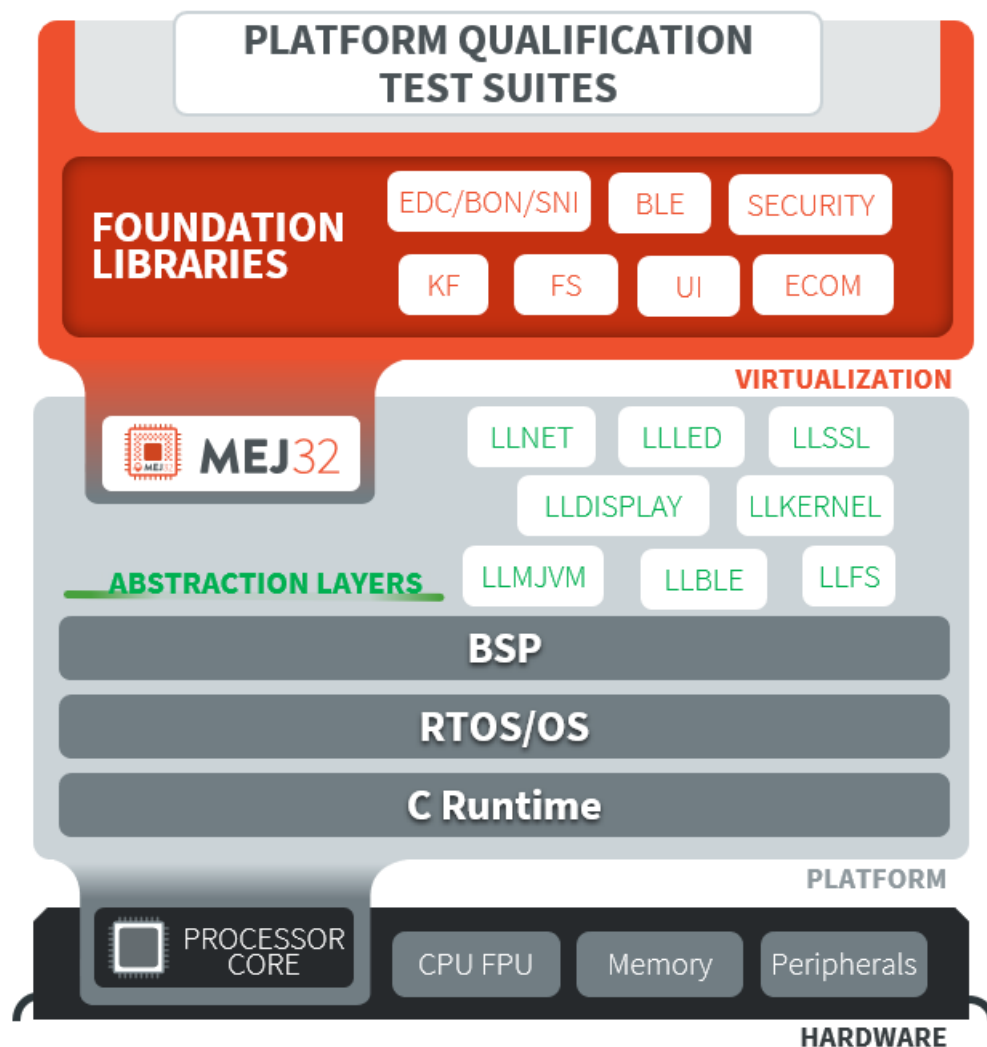 PLATFORM QUALIFICATION
TEST SUITES
FOUNDATION
LIBRARIES
EDC/BON/SNI
BLE
SECURITY
KF
FS
UI
ECOM
VIRTUALIZATION
MEJ32
MEJ32
LLNET
LLLED
LLSSL
LLDISPLAY
LLKERNEL
ABSTRACTION LAYERS
LLMJVM
LLBLE
LLFS
BSP
RTOS/OS
C Runtime
PLATFORM
PROCESSOR
CORE
CPU FPU
Memory
Peripherals
HARDWARE